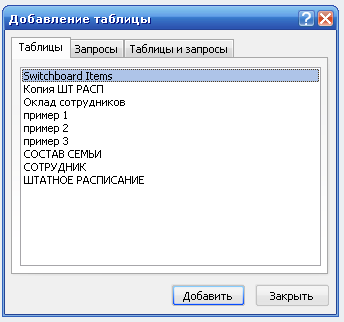 Добавление таблицы
Таблицы Запросы Таблицы и запросы
Switchboard Items
Копия ШТ РАСП
Оклад сотрудников
пример 1
пример 2
пример 3
СОСТАВ СЕМЬИ
СОТРУДНИК
ШТАТНОЕ РАСПИСАНИЕ
Добавить Закрыть